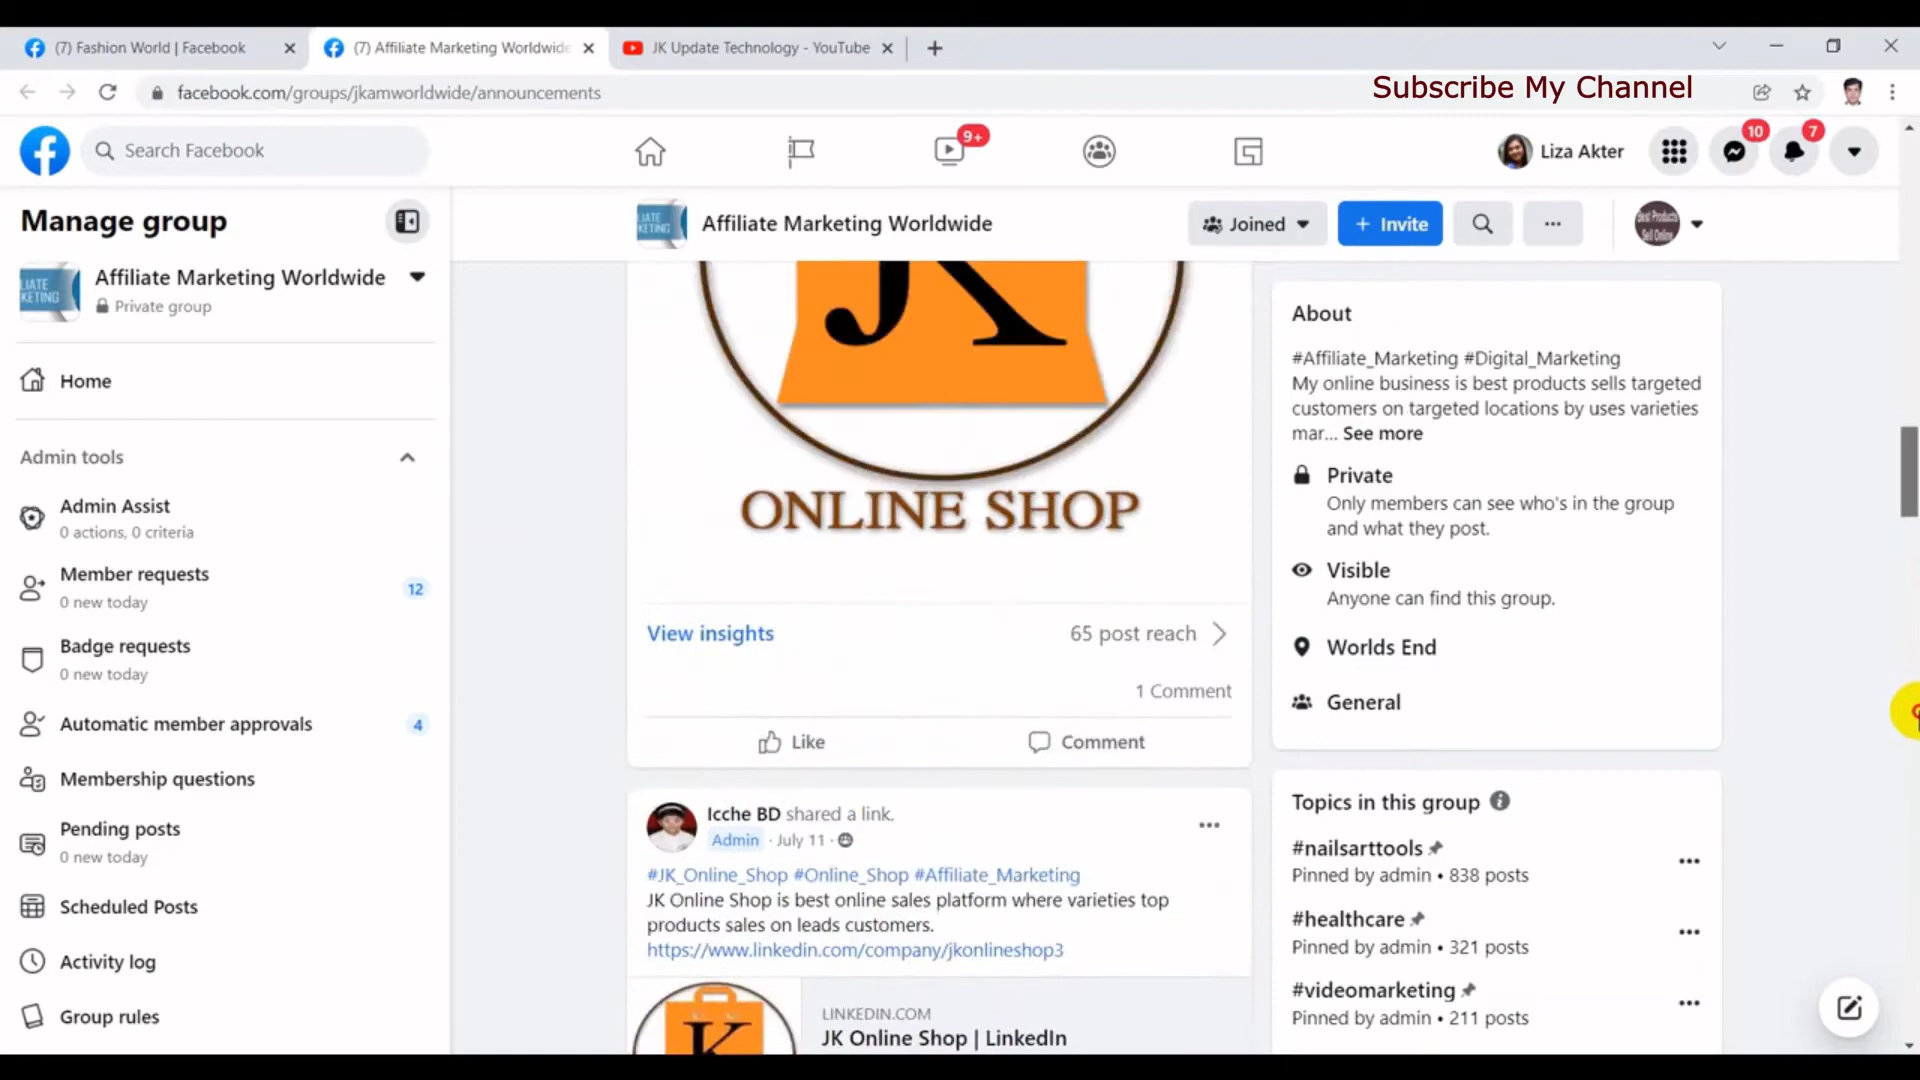 (7) Fashion World | Facebook
(7) Affiliate Marketing Worldwide
JK Update Technology - YouTube
facebook.com/groups/jkamworldwide/announcements
Subscribe My Channel
Search Facebook
9+
Liza Akter
10
7
Manage group
Affiliate Marketing Worldwide
Private group
Home
Admin tools
Admin Assist
0 actions, 0 criteria
Member requests
0 new today
12
Badge requests
0 new today
Automatic member approvals
4
Membership questions
Pending posts
0 new today
Scheduled Posts
Activity log
Group rules
LIATE
KETING
Affiliate Marketing Worldwide
Joined
+ Invite
Best Products
Sell Online
JK
ONLINE SHOP
View insights
65 post reach
1 Comment
Like
Comment
Icche BD shared a link.
Admin · July 11 ·
#JK_Online_Shop #Online_Shop #Affiliate_Marketing
JK Online Shop is best online sales platform where varieties top
products sales on leads customers.
https://www.linkedin.com/company/jkonlineshop3
LINKEDIN.COM
JK Online Shop | LinkedIn
About
#Affiliate_Marketing #Digital_Marketing
My online business is best products sells targeted
customers on targeted locations by uses varieties
mar... See more
Private
Only members can see who's in the group
and what they post.
Visible
Anyone can find this group.
Worlds End
General
Topics in this group
#nailsarttools
Pinned by admin • 838 posts
#healthcare
Pinned by admin • 321 posts
#videomarketing
Pinned by admin • 211 posts